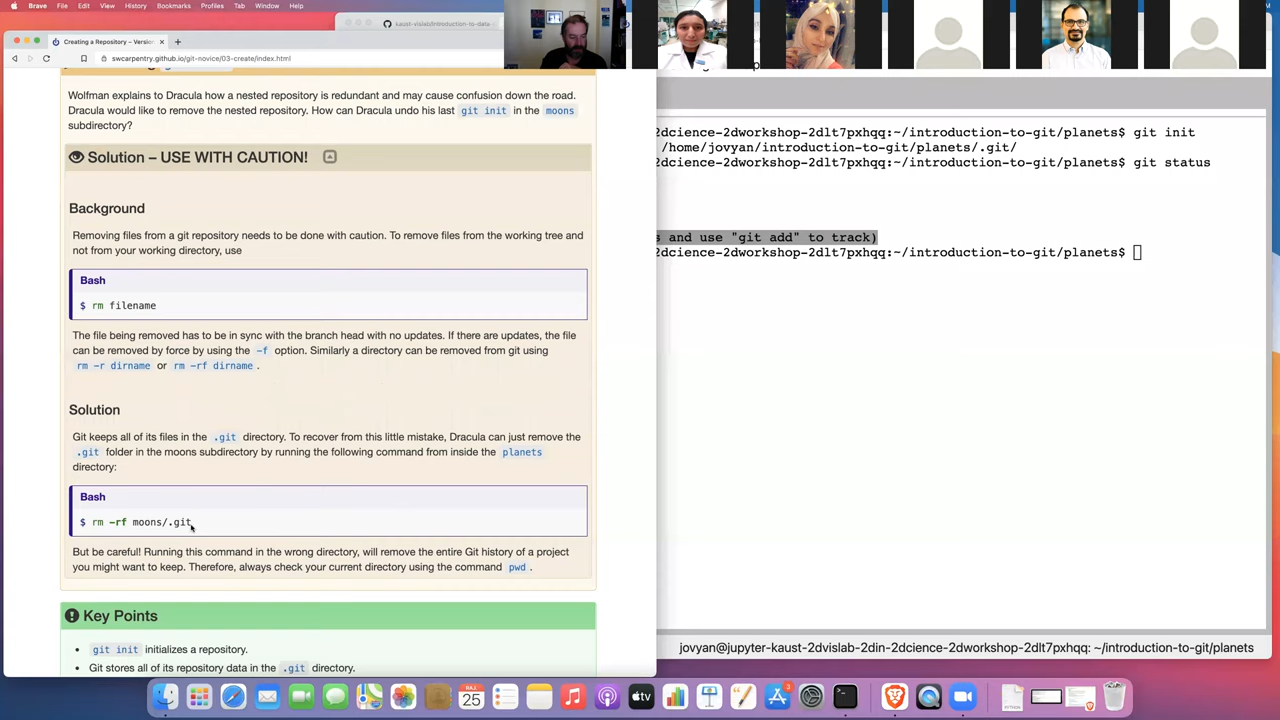 Brave File Edit View History Bookmarks Profiles Tab Window Help
kaust-vislab/introduction-to-data-
Creating a Repository – Versio
swcarpentry.github.io/git-novice/03-create/index.html
Wolfman explains to Dracula how a nested repository is redundant and may cause confusion down the road.
Dracula would like to remove the nested repository. How can Dracula undo his last git init in the moons
subdirectory?
Solution – USE WITH CAUTION!
Background
Removing files from a git repository needs to be done with caution. To remove files from the working tree and
not from your working directory, use
Bash
$ rm filename
The file being removed has to be in sync with the branch head with no updates. If there are updates, the file
can be removed by force by using the -f option. Similarly a directory can be removed from git using
rm -r dirname or rm -rf dirname .
Solution
Git keeps all of its files in the .git directory. To recover from this little mistake, Dracula can just remove the
.git folder in the moons subdirectory by running the following command from inside the planets
directory:
Bash
$ rm -rf moons/.git
But be careful! Running this command in the wrong directory, will remove the entire Git history of a project
you might want to keep. Therefore, always check your current directory using the command pwd .
Key Points
git init initializes a repository.
Git stores all of its repository data in the .git directory.
2dcience-2dworkshop-2dlt7pxhqq:~/introduction-to-git/planets$ git init
/home/jovyan/introduction-to-git/planets/.git/
2dcience-2dworkshop-2dlt7pxhqq:~/introduction-to-git/planets$ git status
s and use "git add" to track)
2dcience-2dworkshop-2dlt7pxhqq:~/introduction-to-git/planets$
jovyan@jupyter-kaust-2dvislab-2din-2dcience-2dworkshop-2dlt7pxhqq: ~/introduction-to-git/planets
25
tv
3